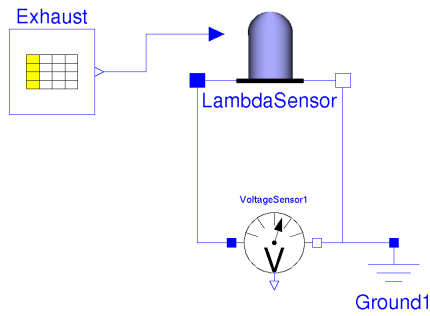 Exhaust
LambdaSensor
VoltageSensor1
V
Ground1